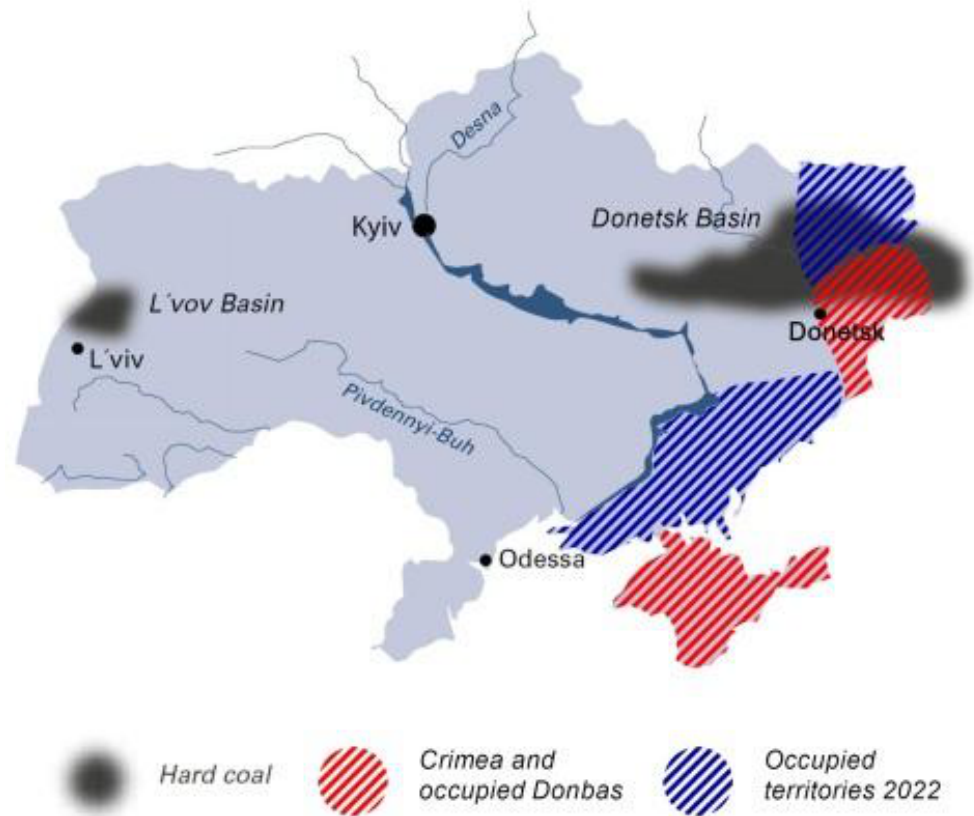 Desna
Kyiv
Donetsk Basin
L´vov Basin
Donetsk
L´viv
Pivdennyi-Buh
Odessa
Hard coal
Crimea and
occupied Donbas
Occupied
territories 2022